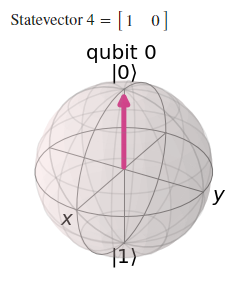 Statevector 4 = [1 0]
qubit 0
|0⟩
x
y
|1⟩